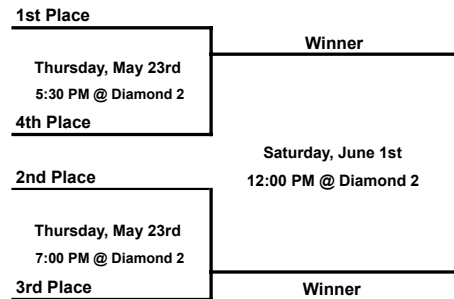 1st Place
Winner
Thursday, May 23rd
5:30 PM @ Diamond 2
4th Place
Saturday, June 1st
12:00 PM @ Diamond 2
2nd Place
Thursday, May 23rd
7:00 PM @ Diamond 2
3rd Place
Winner